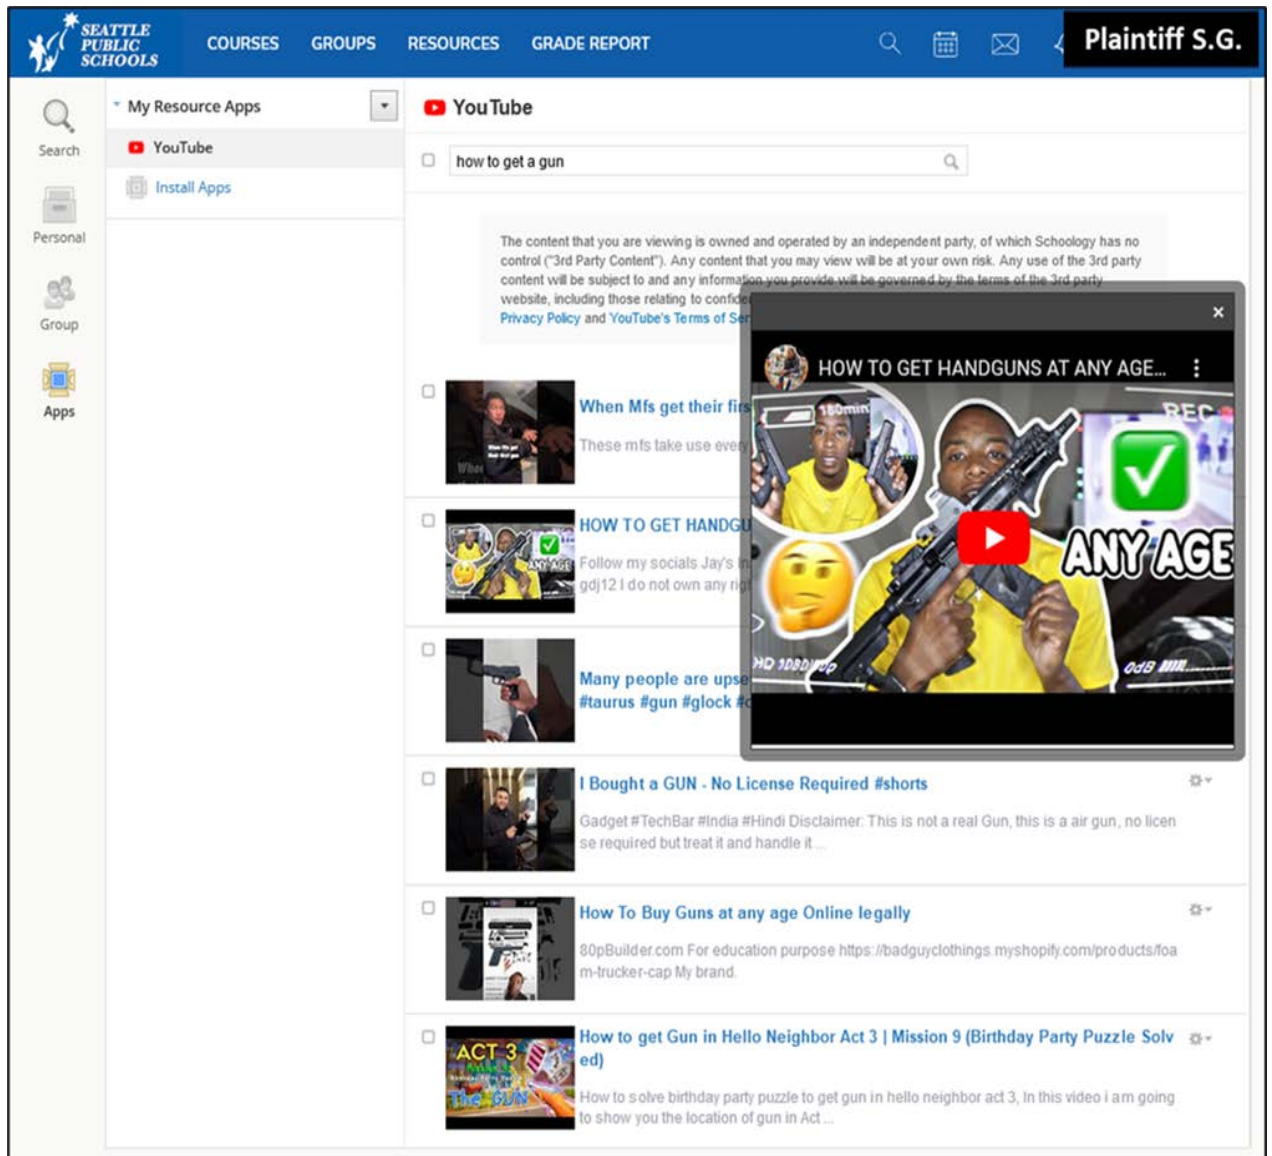 SEATTLE
PUBLIC
SCHOOLS
COURSES GROUPS RESOURCES GRADE REPORT
Plaintiff S.G.
Search
Personal
Group
Apps
My Resource Apps
YouTube
Install Apps
YouTube
how to get a gun
The content that you are viewing is owned and operated by an independent party, of which Schoology has no
control ("3rd Party Content"). Any content that you may view will be at your own risk. Any use of the 3rd party
content will be subject to and any information you provide will be governed by the terms of the 3rd party
website, including those relating to
Privacy Policy and YouTube's Terms of
HOW TO GET HANDGUNS AT ANY AGE...
180min
REC
ANY AGE
0dB
When Mfs get their
These mfs take use
When Mfs get
their first gun
HOW TO GET
Follow my socials Jay's
gdj12 I do not own any
ANY AGE
Many people are
#taurus #gun #glock
I Bought a GUN - No License Required #shorts
Gadget #TechBar #India #Hindi Disclaimer: This is not a real Gun, this is a air gun, no licen
se required but treat it and handle it ...
How To Buy Guns at any age Online legally
80pBuilder.com For education purpose https://badguyclothings.myshopify.com/products/foa
m-trucker-cap My brand.
ACT 3
The GUN
How to get Gun in Hello Neighbor Act 3 | Mission 9 (Birthday Party Puzzle Solv
ed)
How to solve birthday party puzzle to get gun in hello neighbor act 3, In this video i am going
to show you the location of gun in Act ...